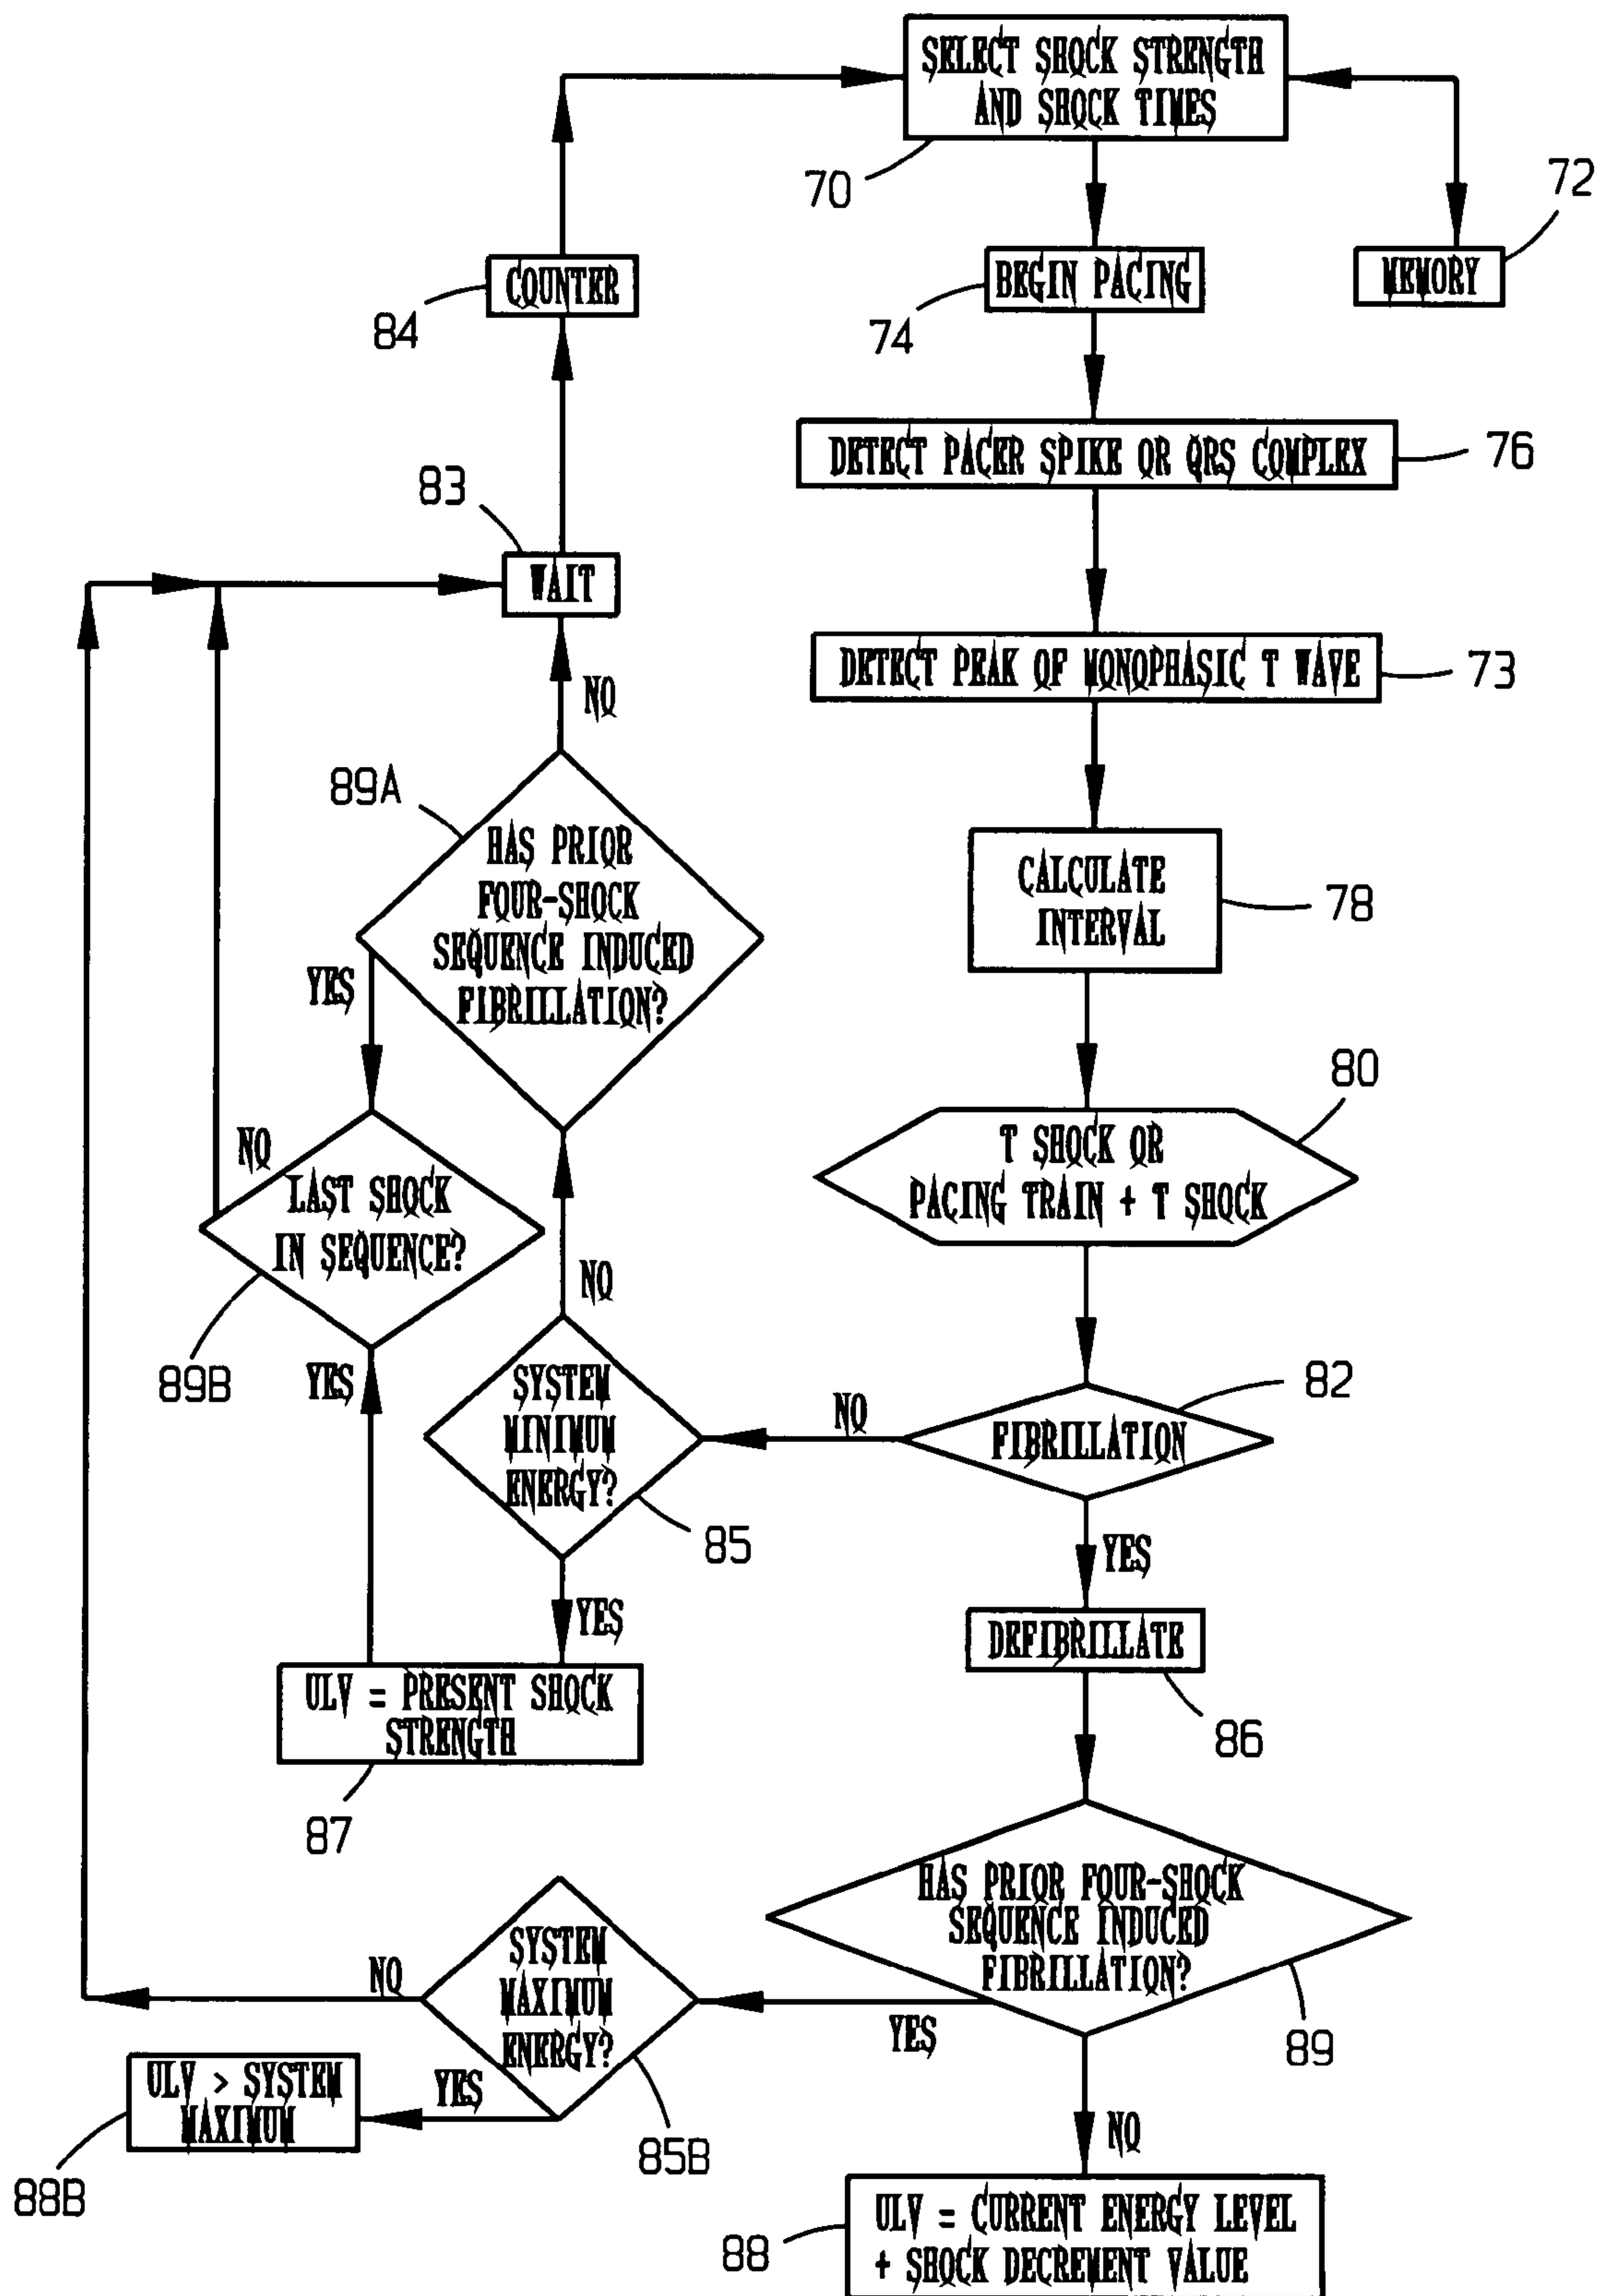 SELECT SHOCK STRENGTH
AND SHOCK TIMES
70
72
COUNTER
84
BEGIN PACING
74
MEMORY
DETECT PACER SPIKE OR QRS COMPLEX
76
83
WAIT
DETECT PEAK OF MONOPHASIC T WAVE
73
NO
89A
HAS PRIOR
FOUR-SHOCK
SEQUENCE INDUCED
FIBRILLATION?
YES
CALCULATE
INTERVAL
78
80
T SHOCK OR
PACING TRAIN + T SHOCK
NO
LAST SHOCK
IN SEQUENCE?
89B
NO
YES
SYSTEM
MINIMUM
ENERGY?
85
NO
82
FIBRILLATION
YES
YES
DEFIBRILLATE
86
ULV = PRESENT SHOCK
STRENGTH
87
HAS PRIOR FOUR-SHOCK
SEQUENCE INDUCED
FIBRILLATION?
89
YES
NO
SYSTEM
MAXIMUM
ENERGY?
85B
YES
ULV > SYSTEM
MAXIMUM
88B
NO
ULV = CURRENT ENERGY LEVEL
+ SHOCK DECREMENT VALUE
88